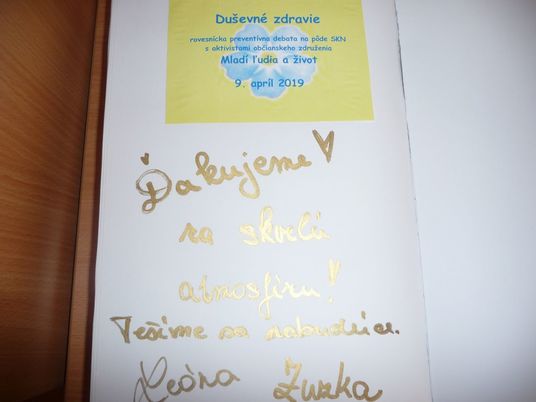 Duševné zdravie
rovesnícka preventívna debata na pôde SKN
s aktivistami občianskeho združenia
Mladí ľudia a život
9. apríl 2019
Ďakujeme
za skvelú
atmosféru!
Tešíme sa nabudúce.
Leóna Zuzka